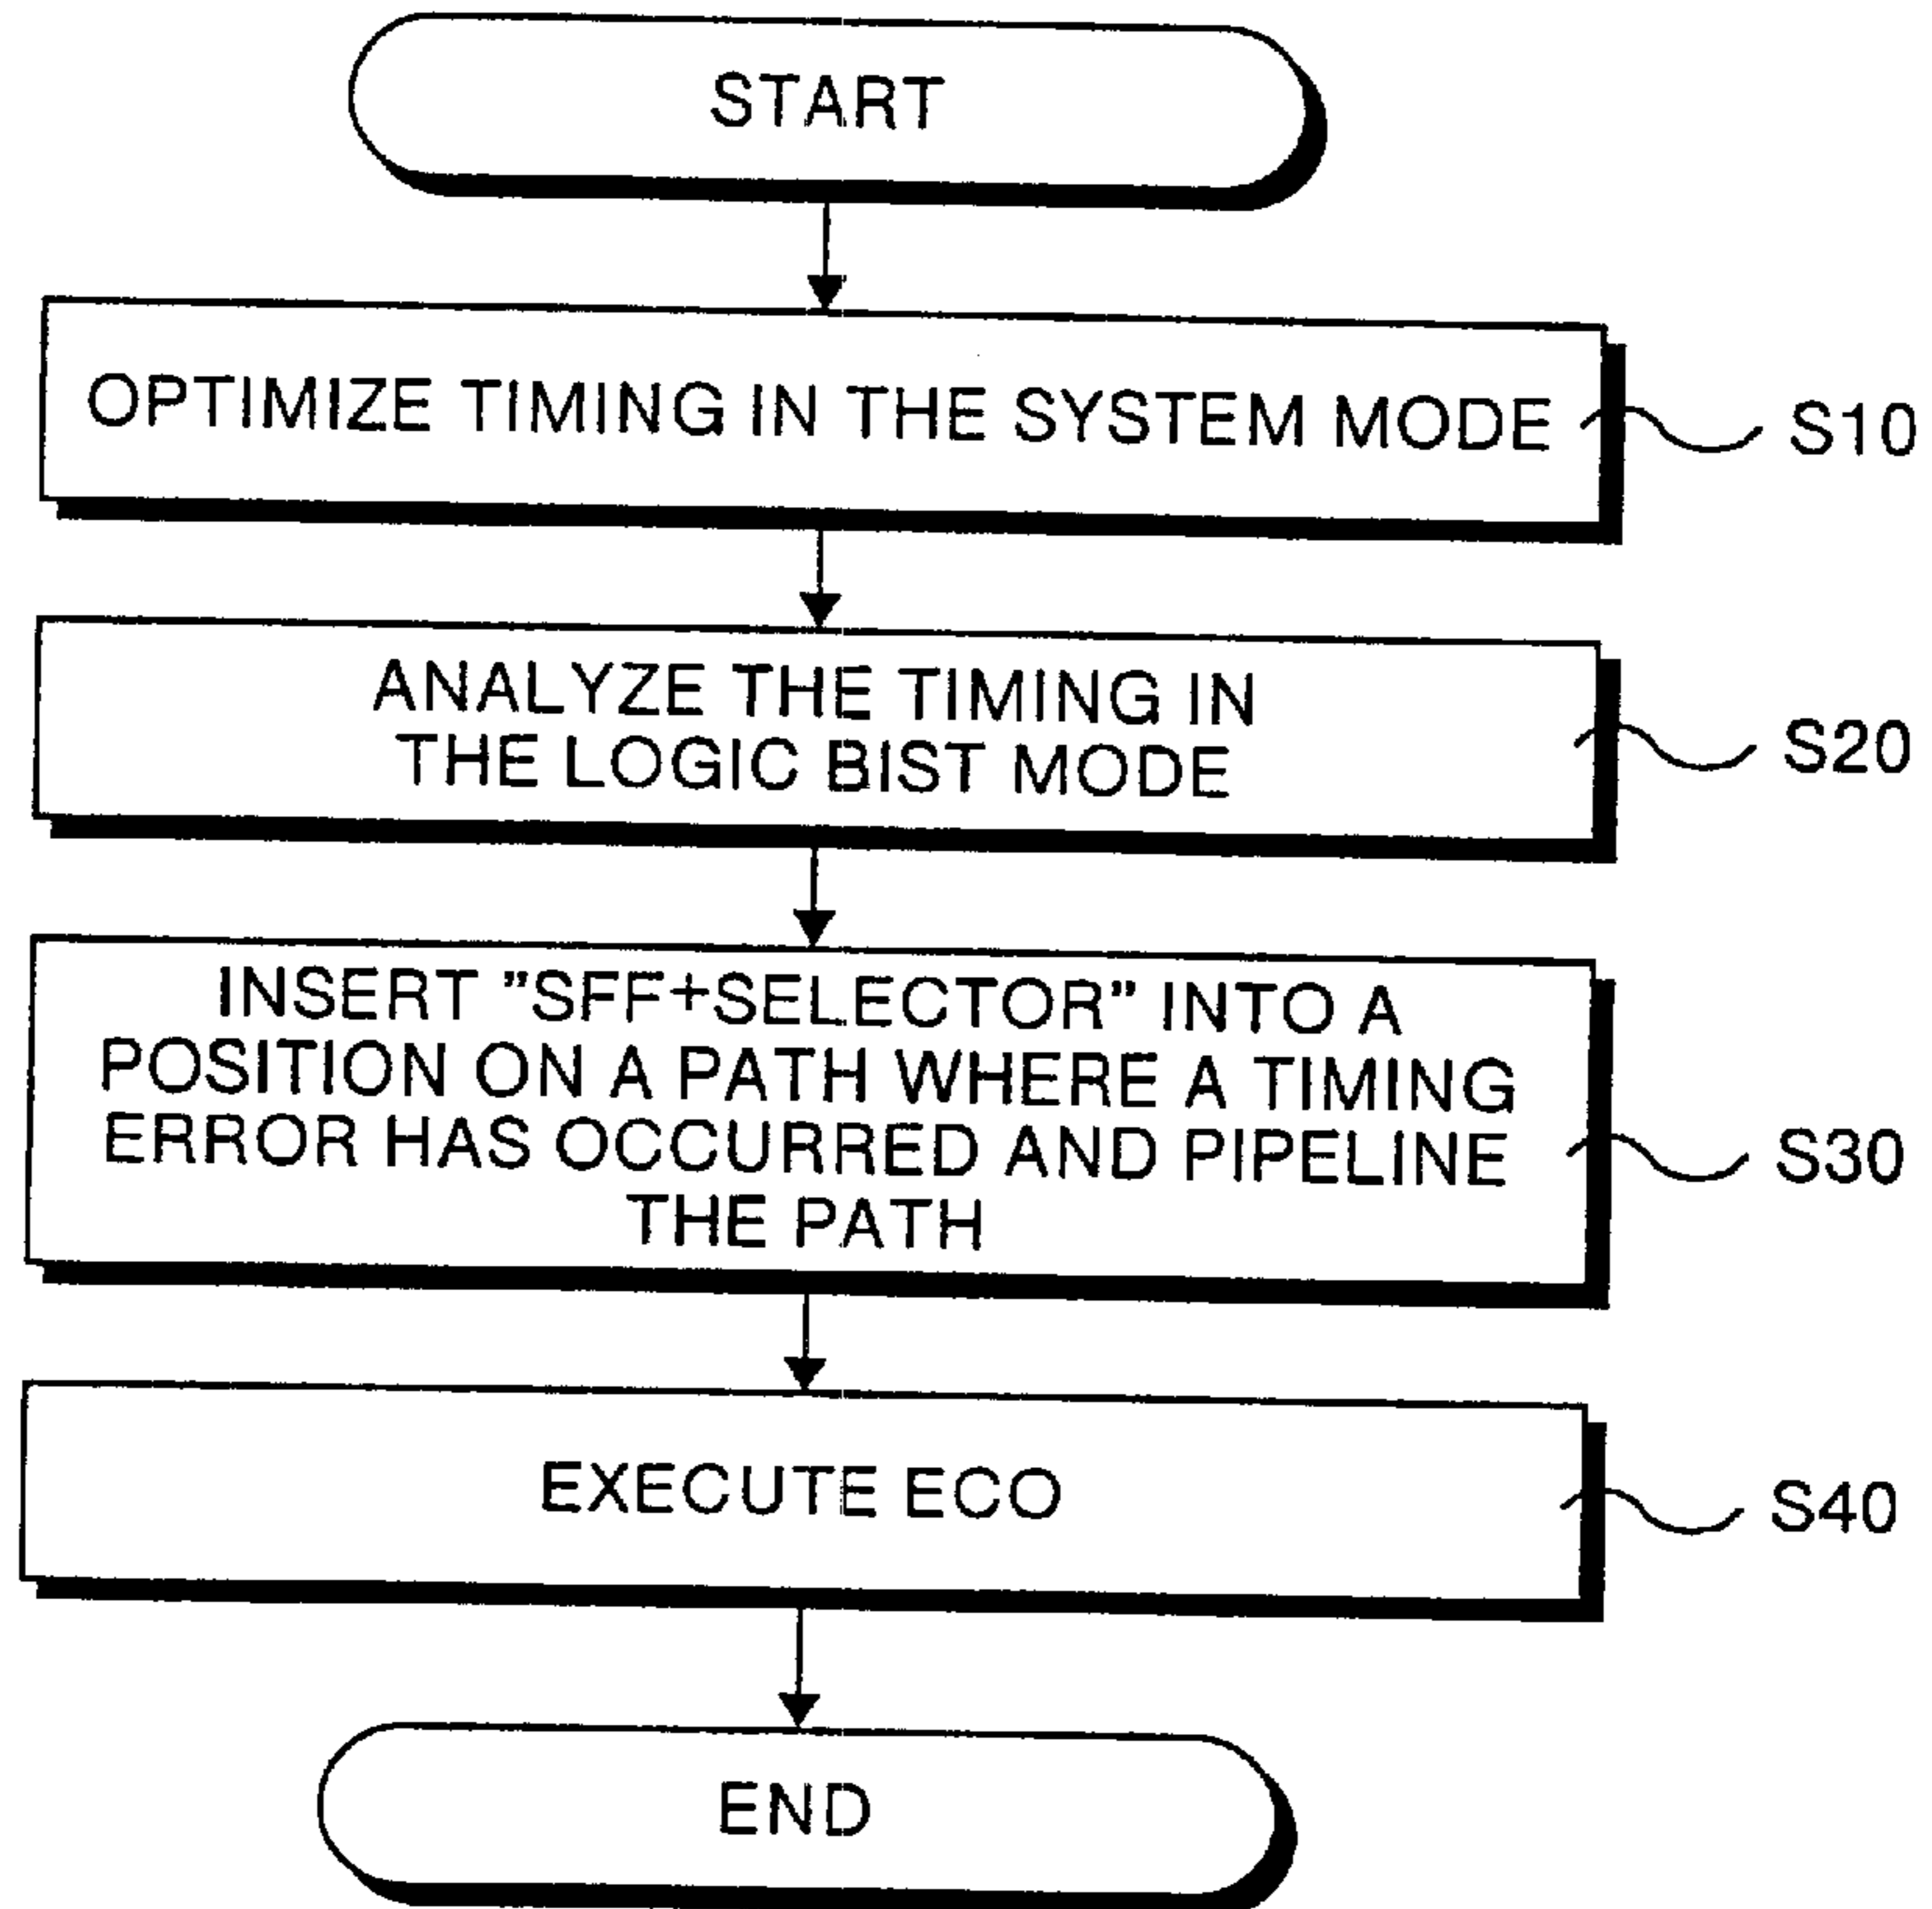 START
OPTIMIZE TIMING IN THE SYSTEM MODE
S10
ANALYZE THE TIMING IN
THE LOGIC BIST MODE
S20
INSERT "SFF+SELECTOR" INTO A
POSITION ON A PATH WHERE A TIMING
ERROR HAS OCCURRED AND PIPELINE
THE PATH
S30
EXECUTE ECO
S40
END